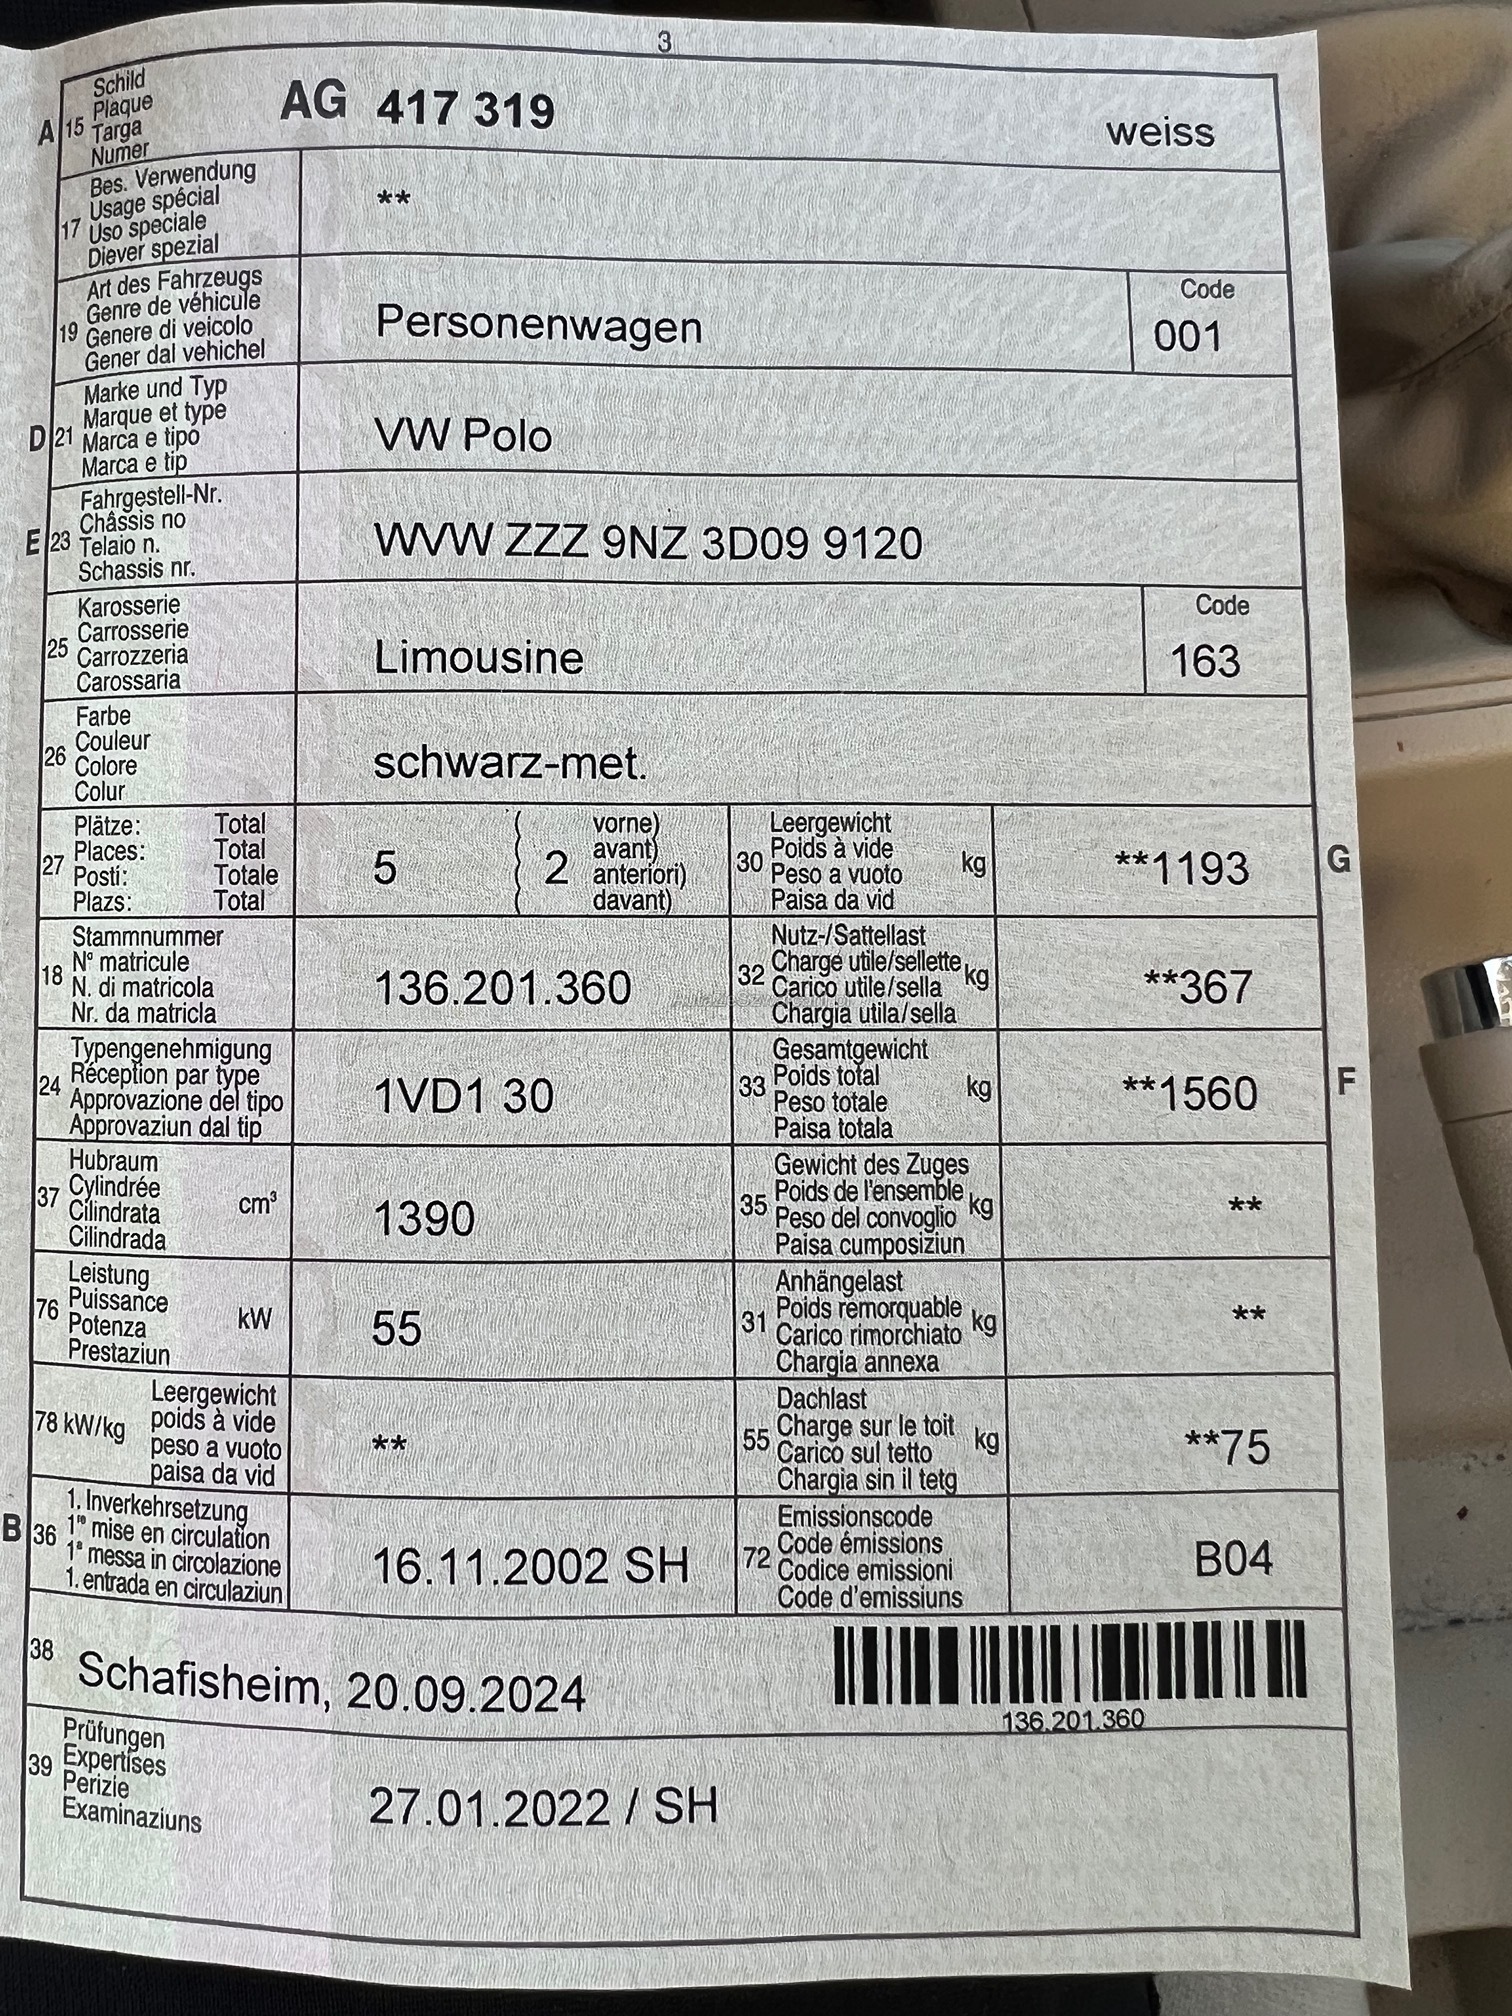 3
A 15 Schild
Plaque
Targa
Numer
AG 417 319
weiss
17 Bes. Verwendung
Usage spécial
Uso speciale
Diever spezial
**
19 Art des Fahrzeugs
Genre de véhicule
Genere di veicolo
Gener dal vehichel
Personenwagen
Code
001
D 21 Marke und Typ
Marque et type
Marca e tipo
Marca e tip
VW Polo
E 23 Fahrgestell-Nr.
Châssis no
Telaio n.
Schassis nr.
WVW ZZZ 9NZ 3D09 9120
25 Karosserie
Carrosserie
Carrozzeria
Carossaria
Limousine
Code
163
26 Farbe
Couleur
Colore
Colur
schwarz-met.
27 Plätze: Total
Places: Total
Posti: Totale
Plazs: Total
5 2
vorne)
avant)
anteriori)
davant)
30 Leergewicht
Poids à vide
Peso a vuoto
Paisa da vid
kg
**1193
G
18 Stammnummer
N° matricule
N. di matricola
Nr. da matricla
136.201.360
32 Nutz-/Sattellast
Charge utile/sellette
Carico utile/sella
Chargia utila/sella
kg
**367
24 Typengenehmigung
Réception par type
Approvazione del tipo
Approvaziun dal tip
1VD1 30
33 Gesamtgewicht
Poids total
Peso totale
Paisa totala
kg
**1560
F
37 Hubraum
Cylindrée
Cilindrata
Cilindrada
cm³
1390
35 Gewicht des Zuges
Poids de l'ensemble
Peso del convoglio
Paisa cumposiziun
kg
**
76 Leistung
Puissance
Potenza
Prestaziun
kW
55
31 Anhängelast
Poids remorquable
Carico rimorchiato
Chargia annexa
kg
**
78 kW/kg
Leergewicht
poids à vide
peso a vuoto
paisa da vid
**
55 Dachlast
Charge sur le toit
Carico sul tetto
Chargia sin il tetg
kg
**75
B 36 1. Inverkehrsetzung
1re mise en circulation
1a messa in circolazione
1. entrada en circulaziun
16.11.2002 SH
72 Emissionscode
Code émissions
Codice emissioni
Code d'emissiuns
B04
38 Schafisheim, 20.09.2024
136.201.360
39 Prüfungen
Expertises
Perizie
Examinaziuns
27.01.2022 / SH